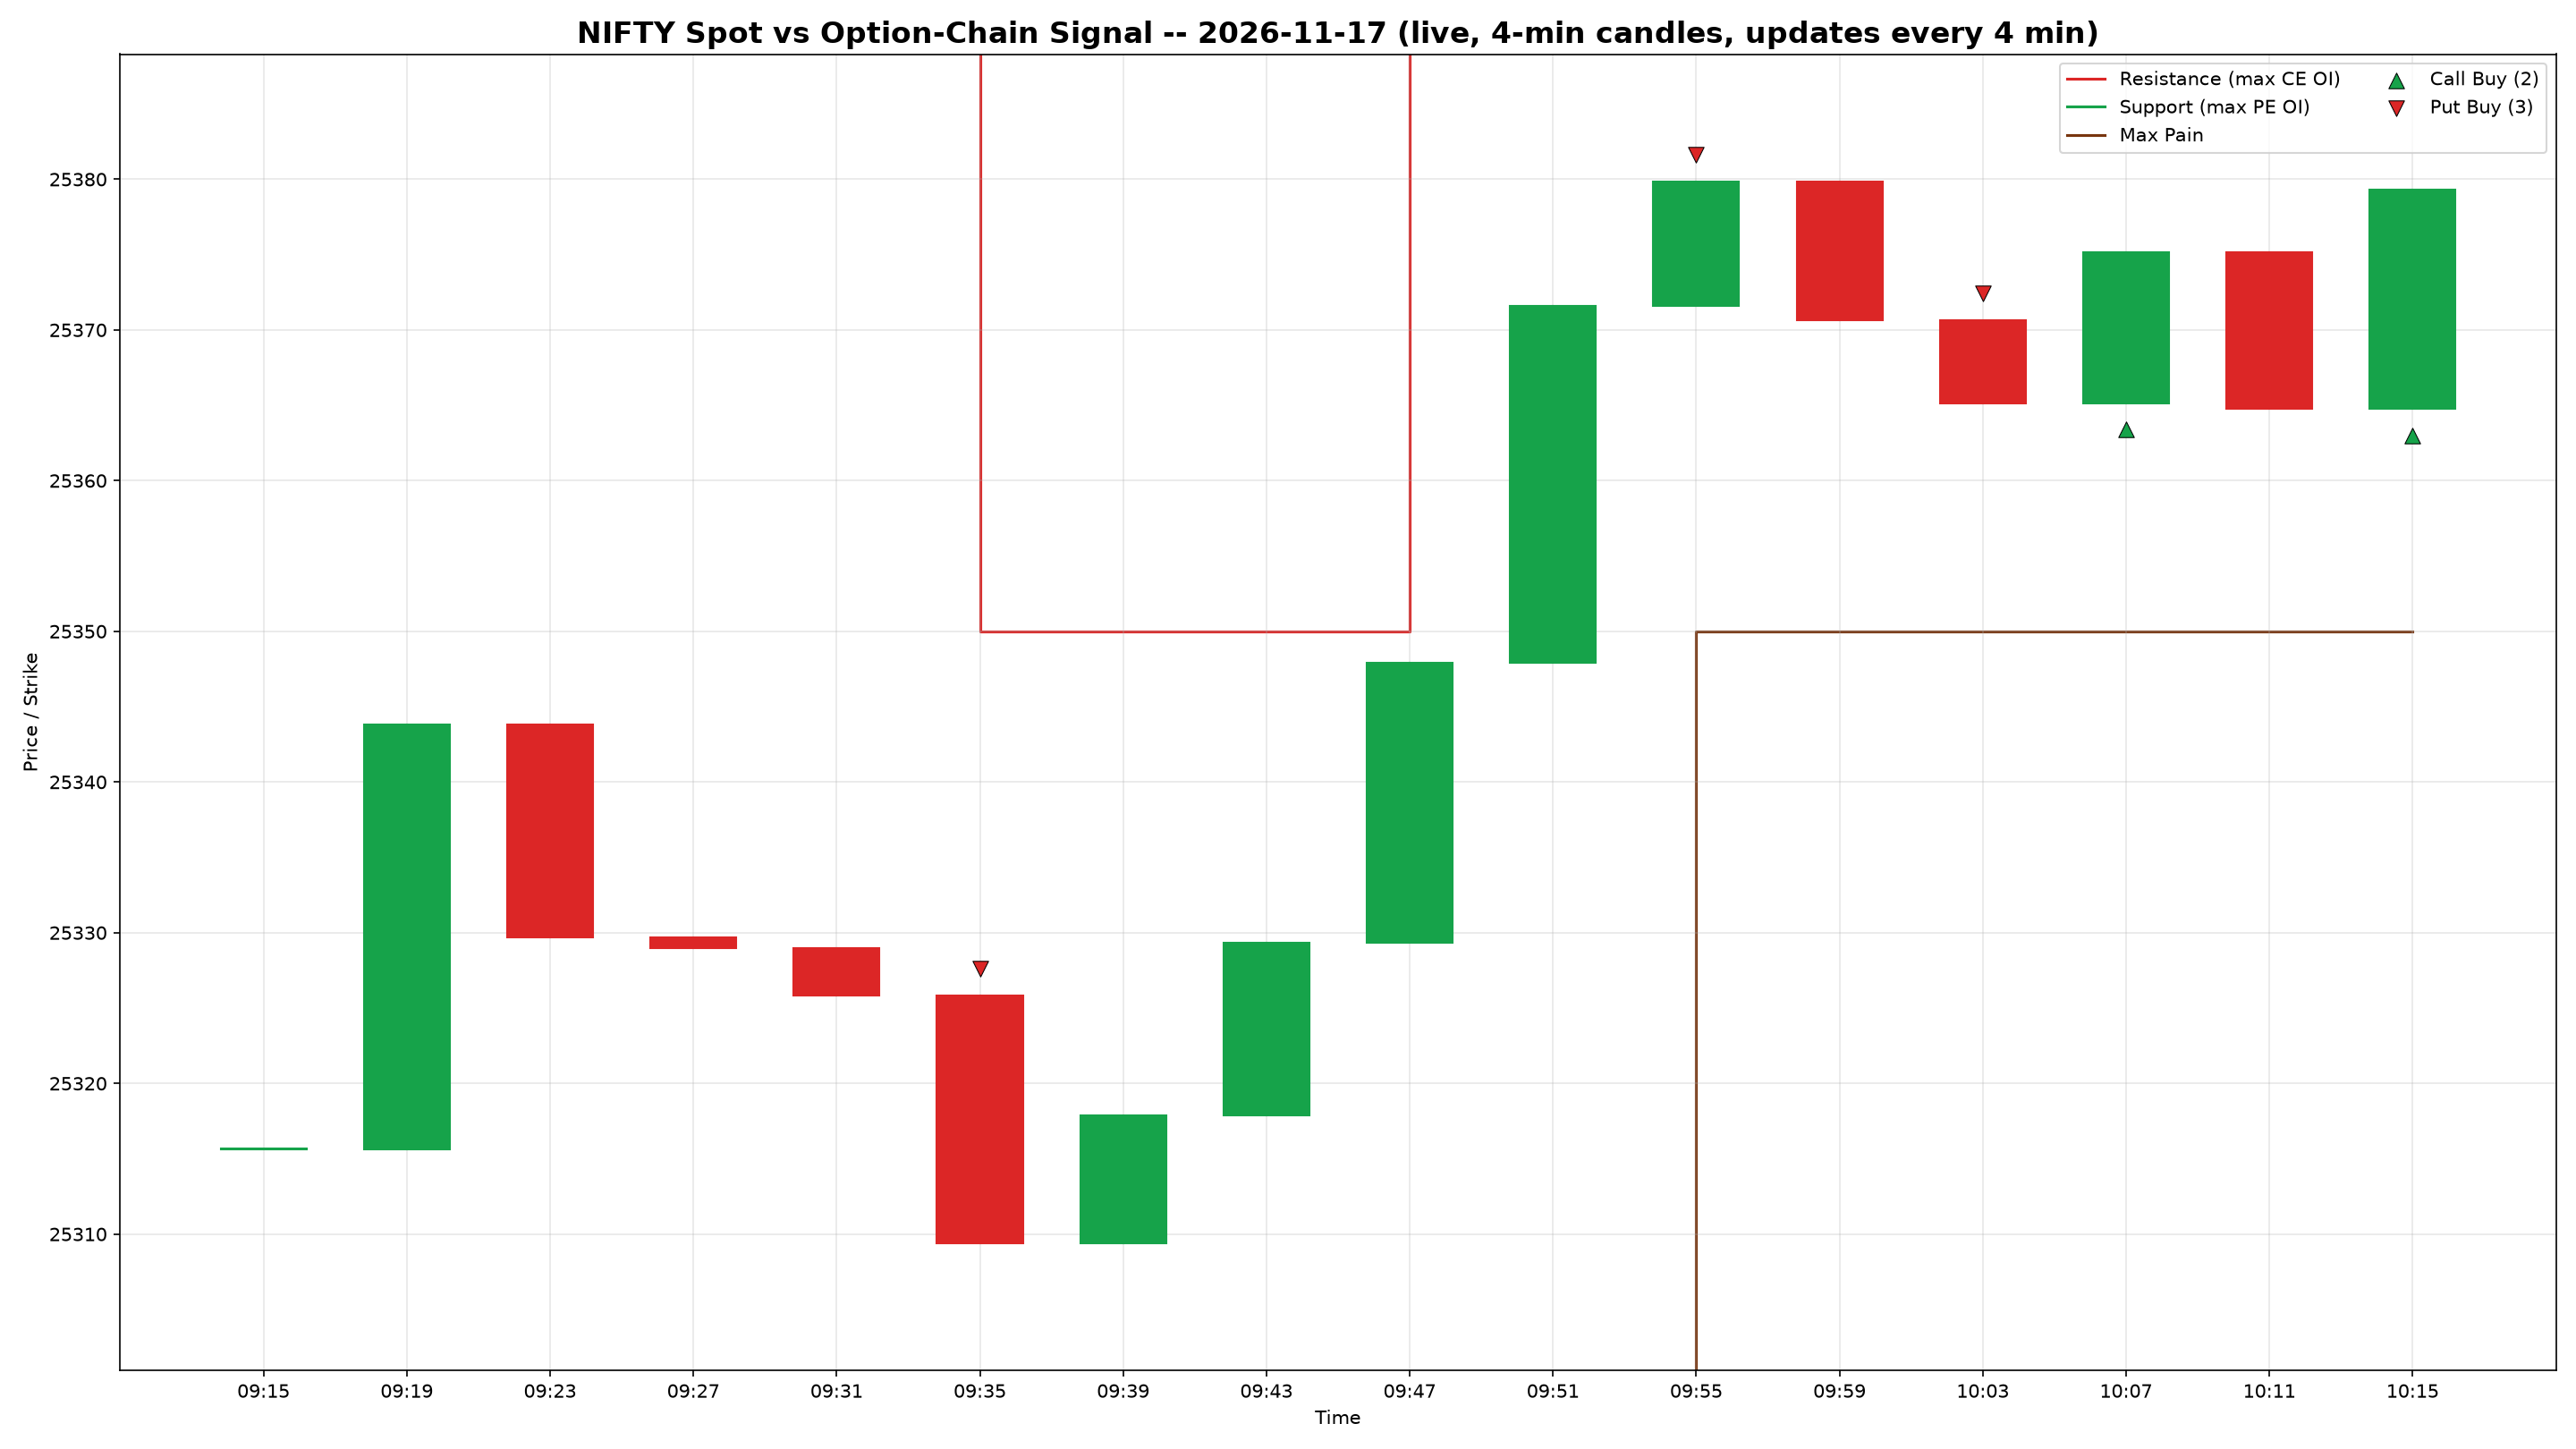 NIFTY Spot vs Option-Chain Signal -- 2026-11-17 (live, 4-min candles, updates every 4 min)
Resistance (max CE OI)
Support (max PE OI)
Max Pain
Call Buy (2)
Put Buy (3)
Price / Strike
25380
25370
25360
25350
25340
25330
25320
25310
09:15 09:19 09:23 09:27 09:31 09:35 09:39 09:43 09:47 09:51 09:55 09:59 10:03 10:07 10:11 10:15
Time